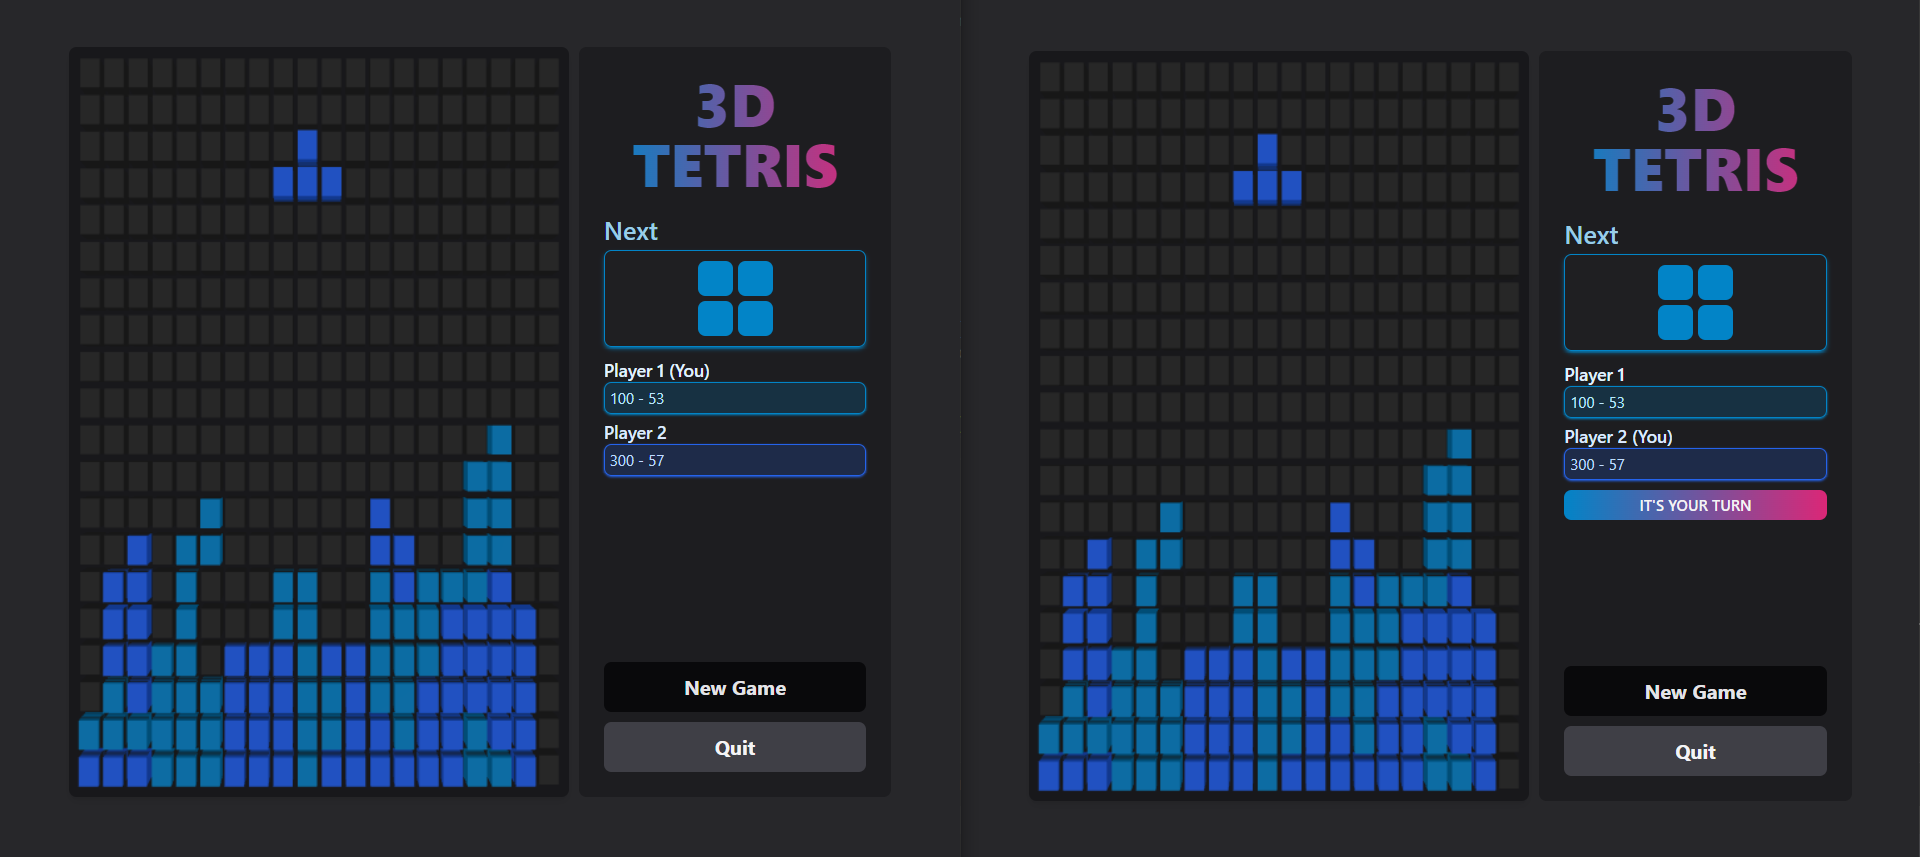 3D
TETRIS
Next
Player 1 (You)
100 - 53
Player 2
300 - 57
New Game
Quit
3D
TETRIS
Next
Player 1
100 - 53
Player 2 (You)
300 - 57
IT'S YOUR TURN
New Game
Quit